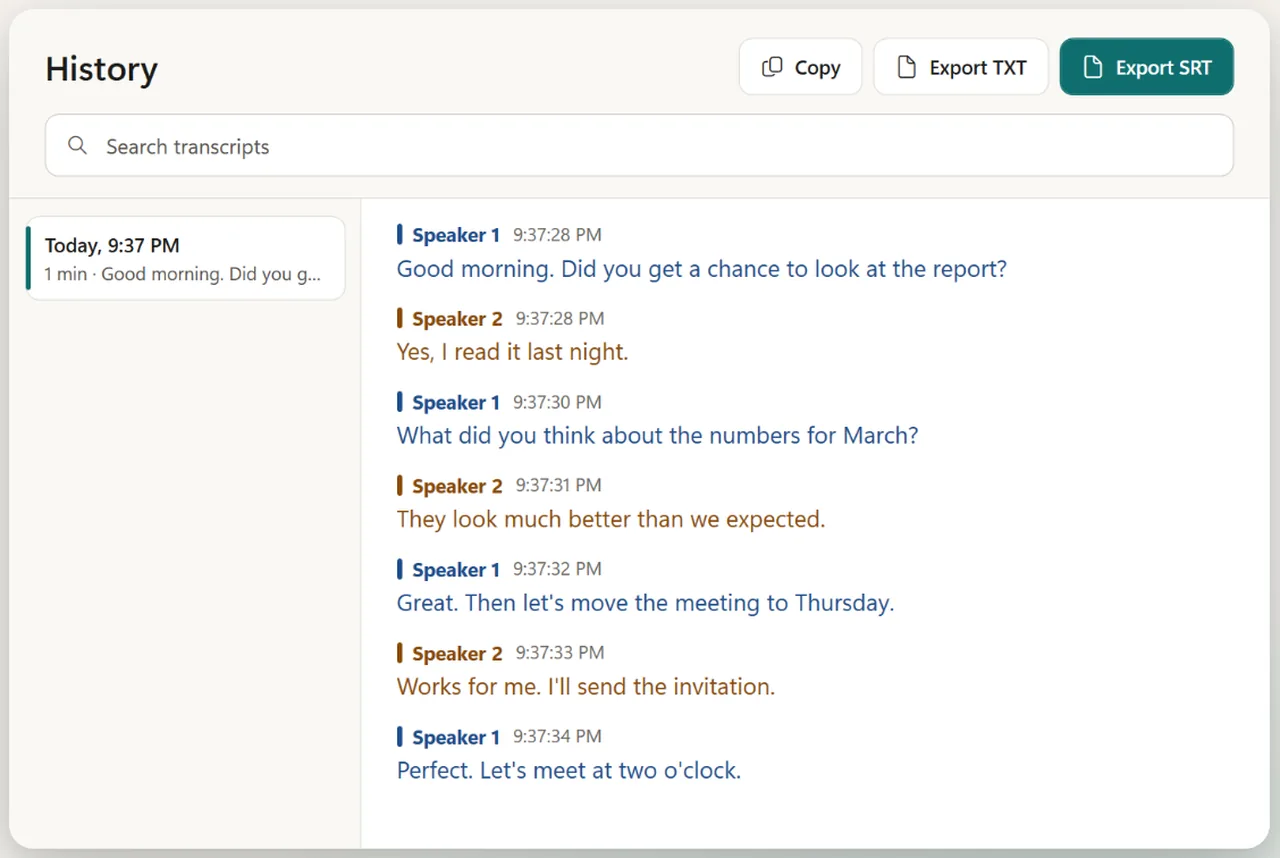 History
Copy
Export TXT
Export SRT
Search transcripts
Today, 9:37 PM
1 min · Good morning. Did you g...
Speaker 1 9:37:28 PM
Good morning. Did you get a chance to look at the report?
Speaker 2 9:37:28 PM
Yes, I read it last night.
Speaker 1 9:37:30 PM
What did you think about the numbers for March?
Speaker 2 9:37:31 PM
They look much better than we expected.
Speaker 1 9:37:32 PM
Great. Then let's move the meeting to Thursday.
Speaker 2 9:37:33 PM
Works for me. I'll send the invitation.
Speaker 1 9:37:34 PM
Perfect. Let's meet at two o'clock.